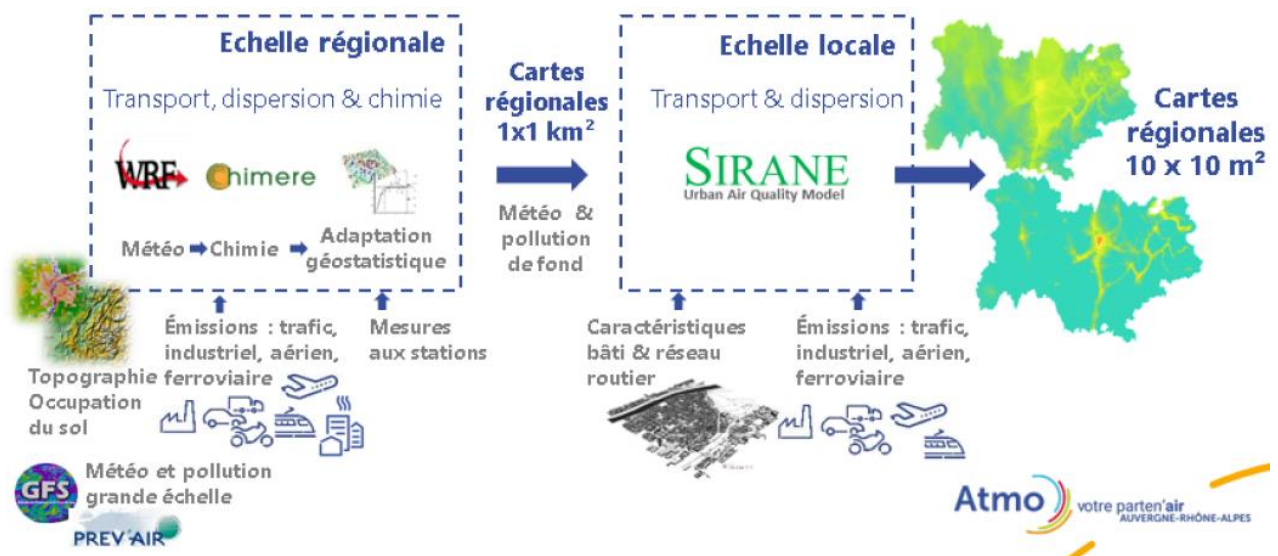 Echelle régionale
Transport, dispersion & chimie
WRF
Chimere
Météo
Chimie
Adaptation
géostatistique
Cartes
régionales
1x1 km²
Météo &
pollution
de fond
Echelle locale
Transport & dispersion
SIRANE
Urban Air Quality Model
Cartes
régionales
10 x 10 m²
Topographie
Occupation
du sol
Émissions : trafic,
industriel, aérien,
ferroviaire
Mesures
aux stations
Caractéristiques
bâti & réseau
routier
Émissions : trafic,
industriel, aérien,
ferroviaire
GFS
Météo et pollution
grande échelle
PREV'AIR
Atmo
votre parten'air
AUVERGNE-RHÔNE-ALPES